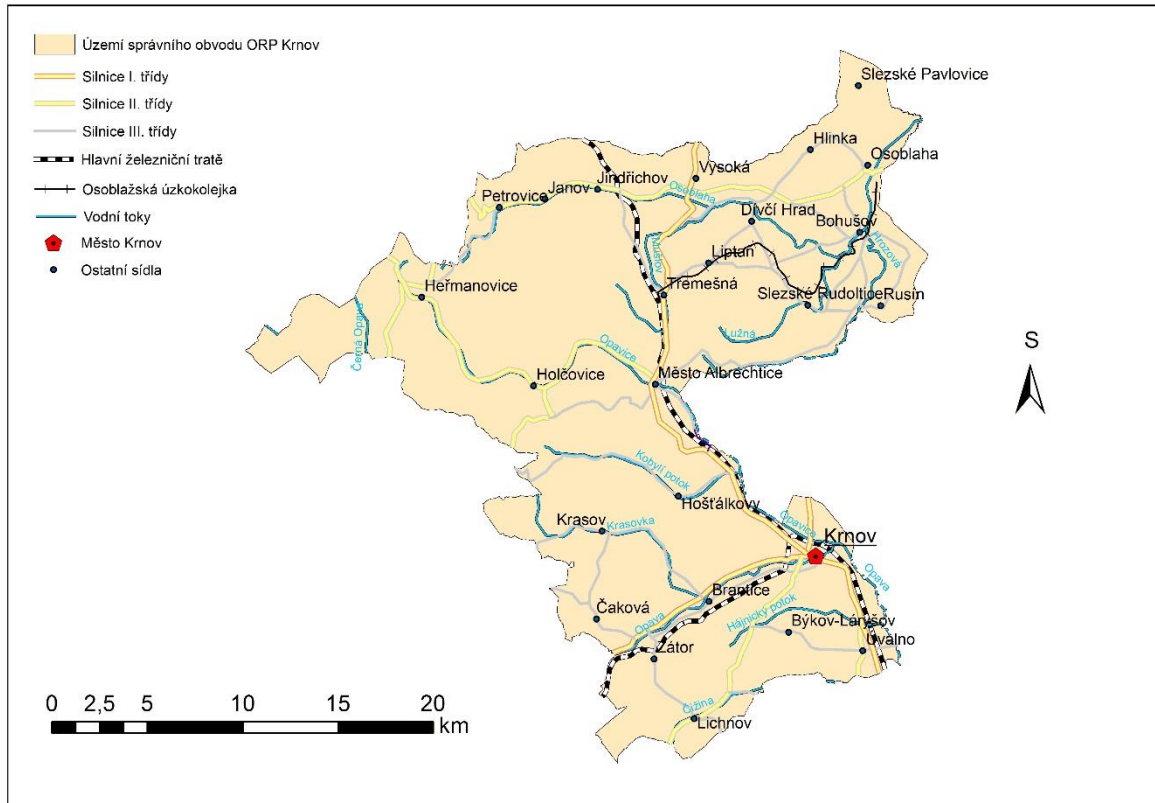 Území správního obvodu ORP Krnov
Silnice I. třídy
Silnice II. třídy
Silnice III. třídy
Hlavní železniční tratě
Osoblažská úzkokolejka
Vodní toky
Město Krnov
Ostatní sídla
Slezské Pavlovice
Hlinka
Osoblaha
Vysoká
Jindřichov
Osoblaha
Janov
Petrovice
Dívčí Hrad
Bohušov
Hrozová
Mušlov
Liptaň
Heřmanovice
Třemešná
Slezské Rudoltice
Rusín
Černá Opava
Lužná
Opavice
Holčovice
Město Albrechtice
S
Kobylí potok
Hošťálkovy
Krasov
Krasovka
Opavice
Krnov
Opava
Brantice
Čaková
Opava
Hájnický potok
Býkov-Láryšov
Úvalno
Zátor
Čižina
Lichnov
0 2,5 5 10 15 20
km